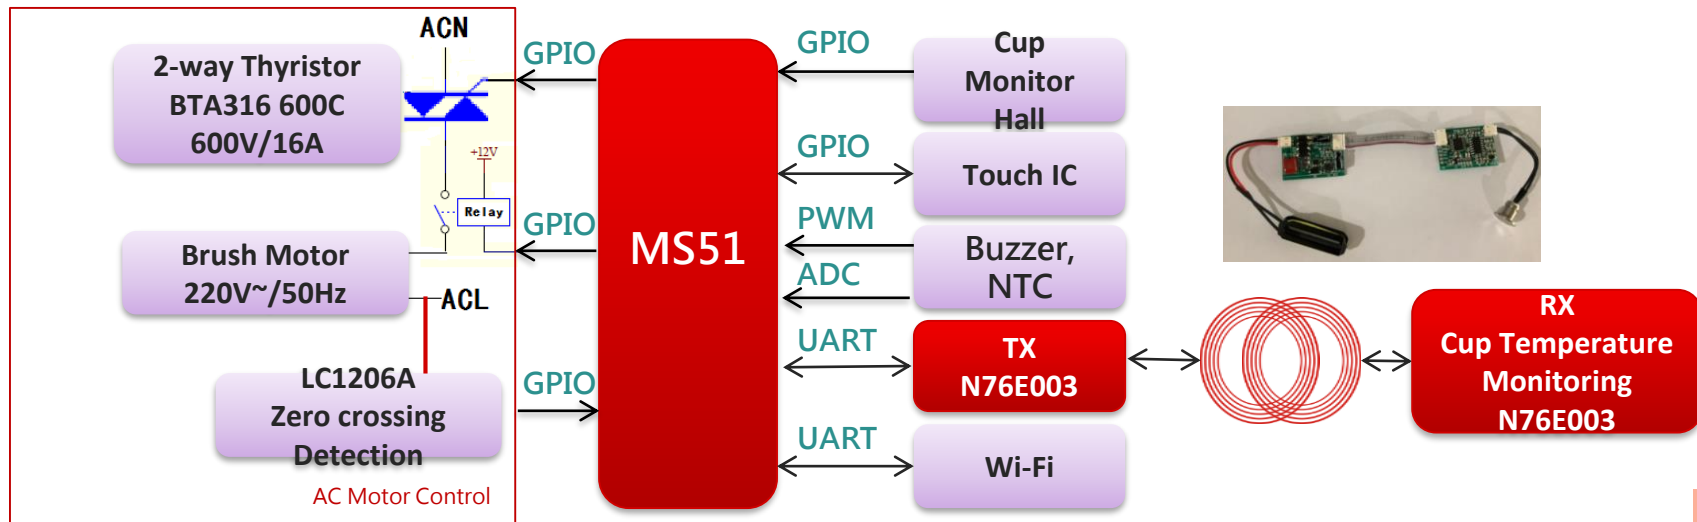 ACN
2-way Thyristor
BTA316 600C
600V/16A
GPIO
+12V
Relay
GPIO
Brush Motor
220V~/50Hz
ACL
LC1206A
Zero crossing
Detection
GPIO
AC Motor Control
MS51
GPIO
Cup
Monitor
Hall
GPIO
Touch IC
PWM
ADC
Buzzer,
NTC
UART
TX
N76E003
UART
Wi-Fi
RX
Cup Temperature
Monitoring
N76E003